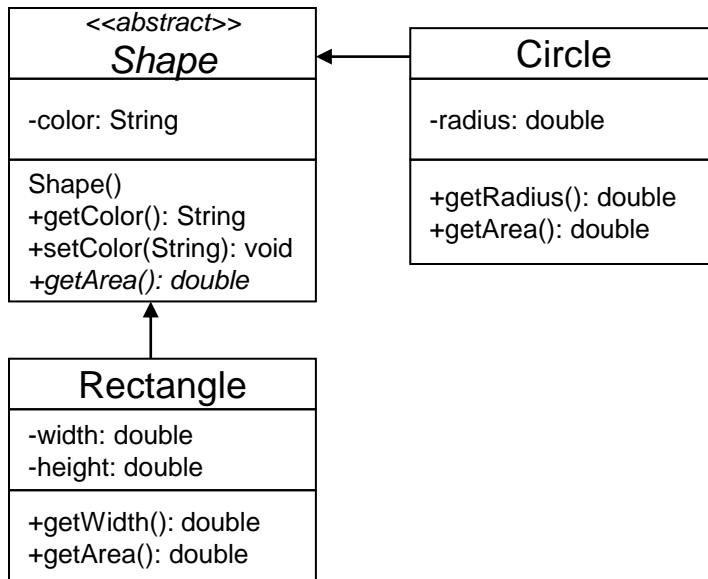 <<abstract>>
Shape
-color: String
Shape()
+getColor(): String
+setColor(String): void
+getArea(): double
Circle
-radius: double
+getRadius(): double
+getArea(): double
Rectangle
-width: double
-height: double
+getWidth(): double
+getArea(): double